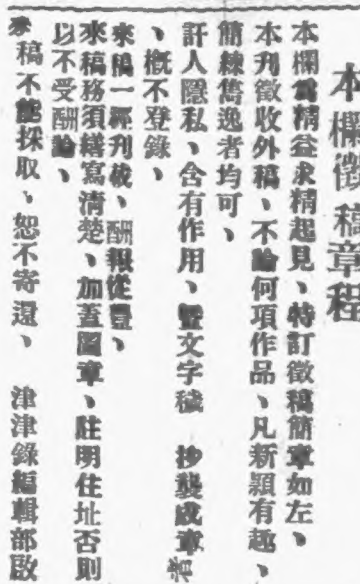 本欄徵稿章程
本欄爲精益求精起見、特訂徵稿簡章如左、
本刊徵收外稿、不論何項作品、凡新穎有趣、
簡練雋逸者均可、
訐人隱私、含有作用、曁文字穢　抄襲成章者
、槪不登錄、
來稿一經刊載、酬報從豐、
來稿務須繕寫清楚、加蓋圖章、註明住址否則
以不受酬論、
來稿不能採取、恕不寄還、　津津錄編輯部啟